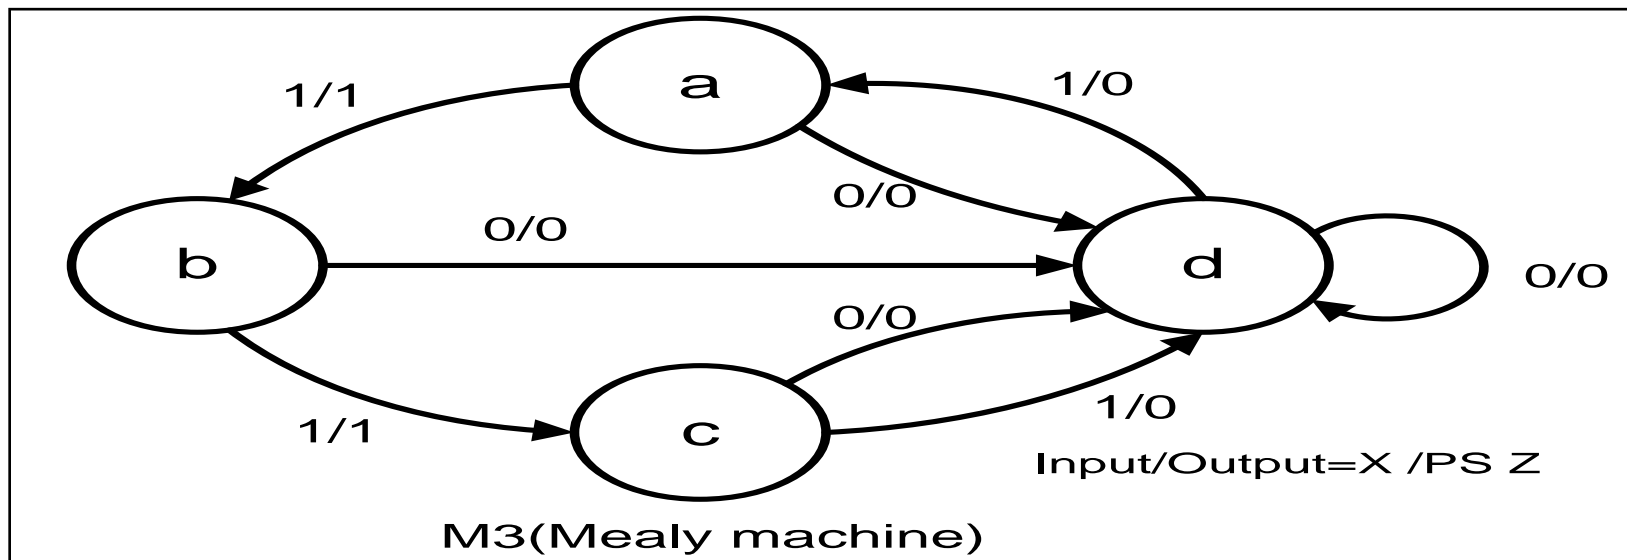 a
1/1
1/0
0/0
b
0/0
d
0/0
0/0
c
1/1
1/0
Input/Output=X /PS Z
M3(Mealy machine)